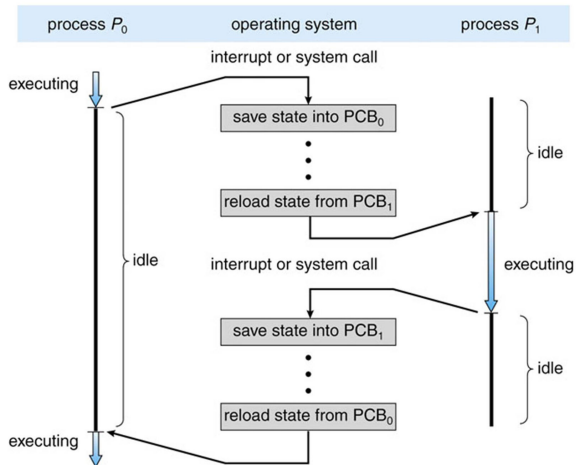 process P0 operating system process P1
interrupt or system call
executing
save state into PCB0
idle
reload state from PCB1
idle
interrupt or system call
executing
save state into PCB1
idle
reload state from PCB0
executing